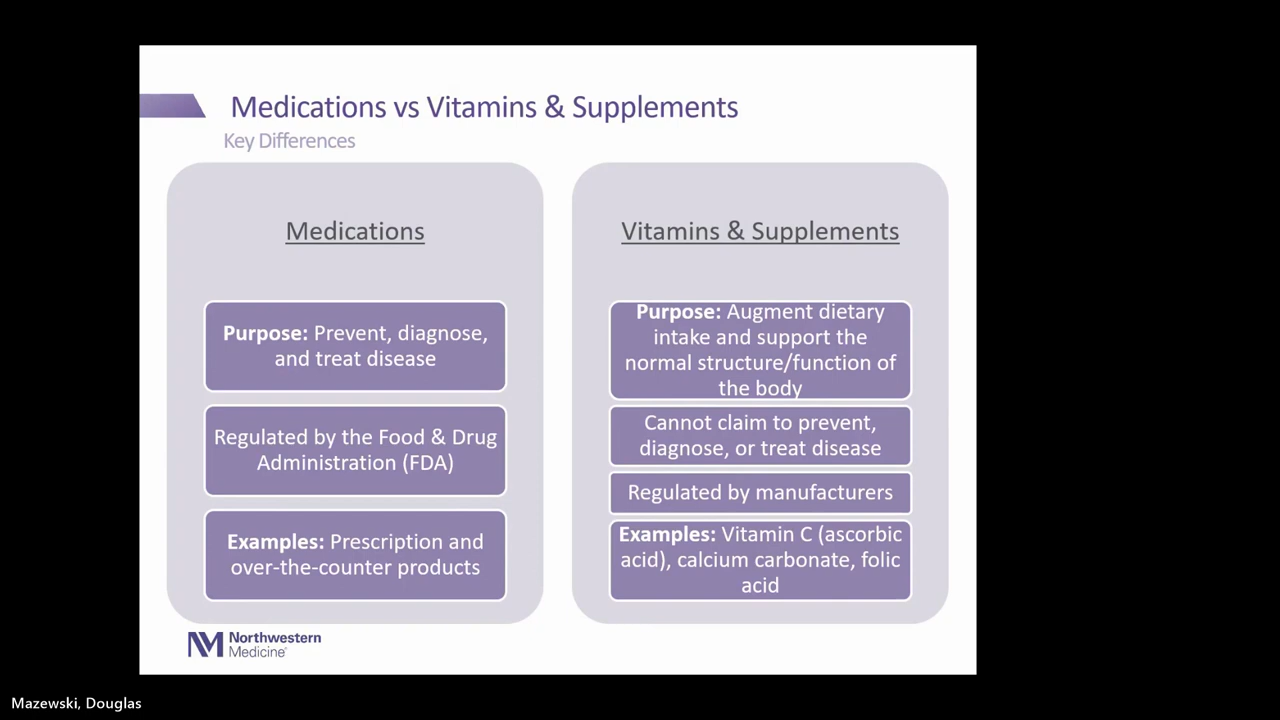 Medications vs Vitamins & Supplements
Key Differences
Medications
Purpose: Prevent, diagnose,
and treat disease
Regulated by the Food & Drug
Administration (FDA)
Examples: Prescription and
over-the-counter products
Vitamins & Supplements
Purpose: Augment dietary
intake and support the
normal structure/function of
the body
Cannot claim to prevent,
diagnose, or treat disease
Regulated by manufacturers
Examples: Vitamin C (ascorbic
acid), calcium carbonate, folic
acid
NM Northwestern
Medicine
Mazewski, Douglas